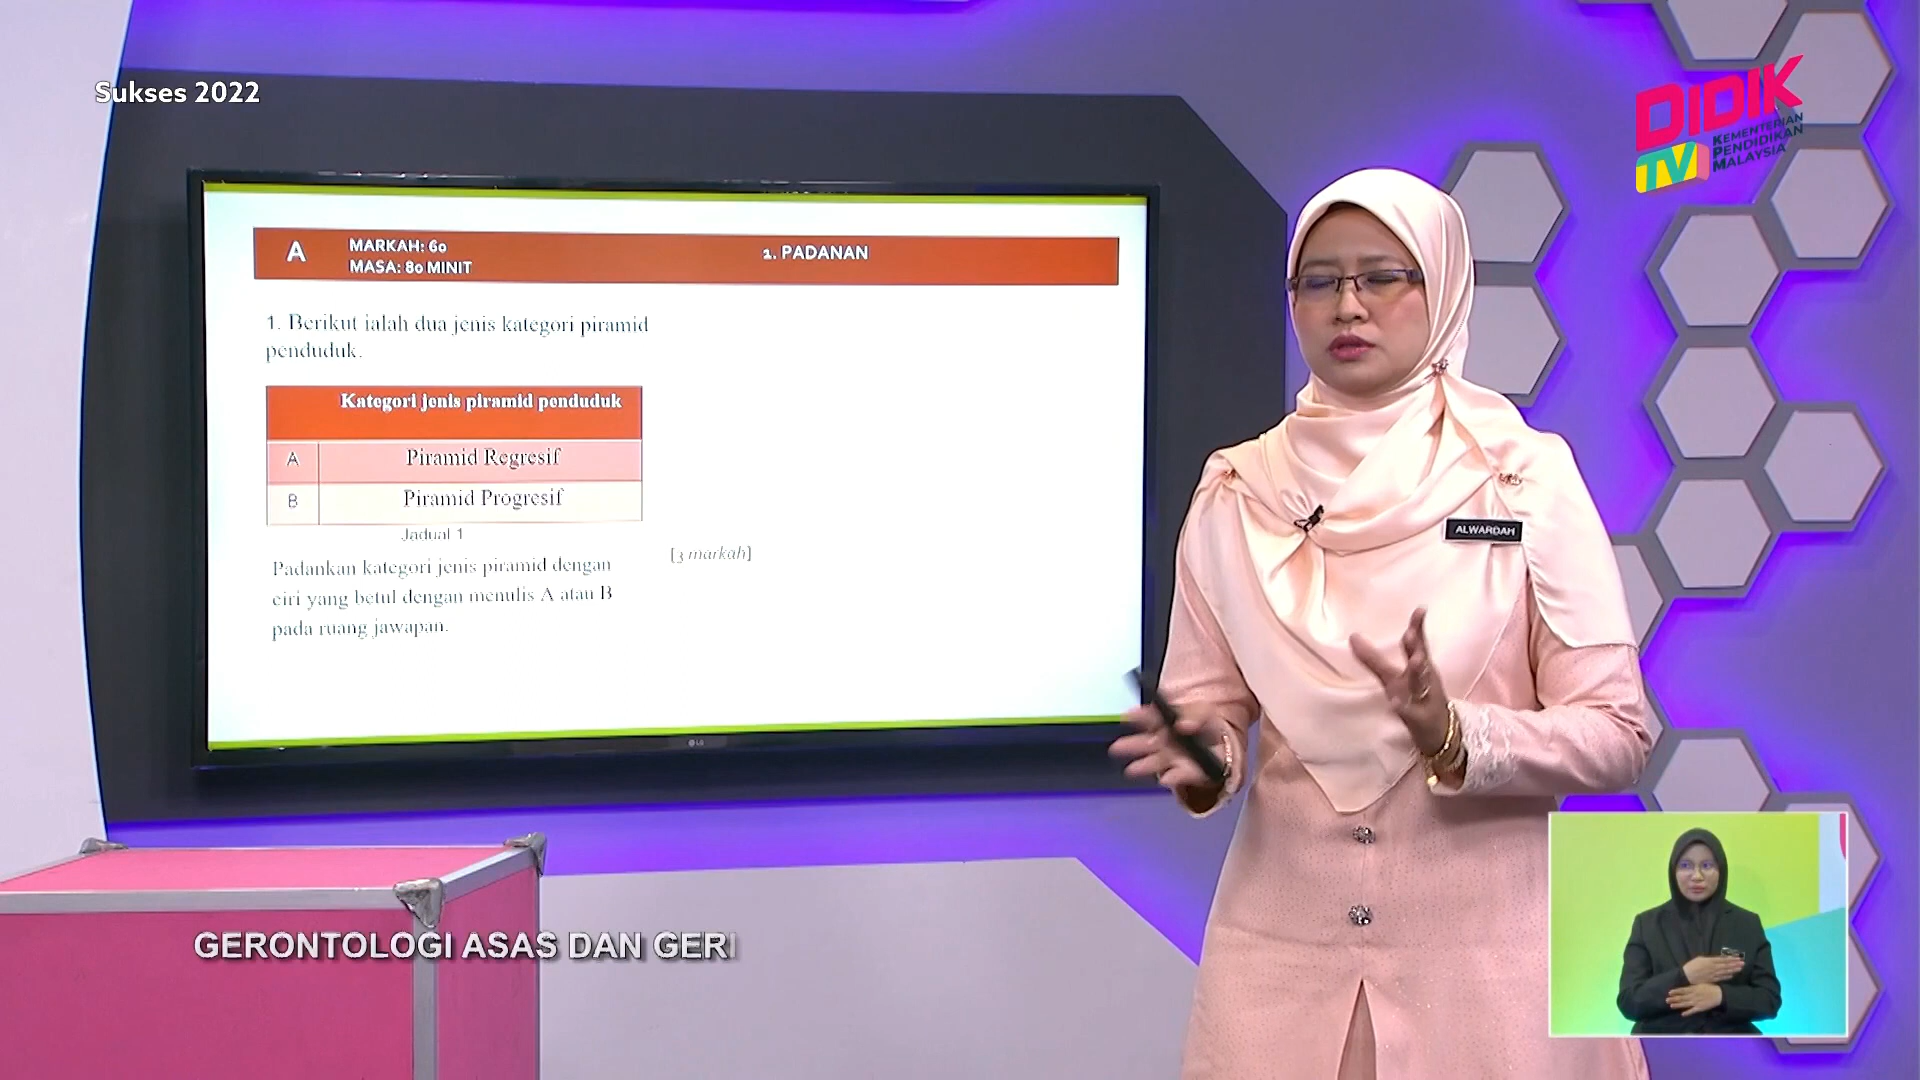 Sukses 2022
DIDIK
TV
KEMENTERIAN
PENDIDIKAN
MALAYSIA
A
MARKAH: 60
MASA: 80 MINIT
1. PADANAN
1. Berikut ialah dua jenis kategori piramid
penduduk.
Kategori jenis piramid penduduk
A Piramid Regresif
B Piramid Progresif
Jadual 1
[3 markah]
Padankan kategori jenis piramid dengan
ciri yang betul dengan menulis A atau B
pada ruang jawapan.
LG
ALWARDAH
GERONTOLOGI ASAS DAN GERI